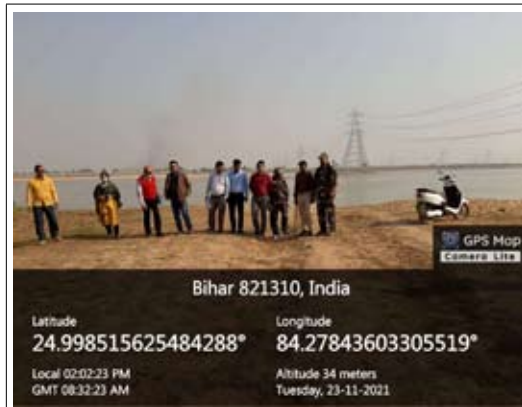 GPS Map
Camera Lite
Bihar 821310, India
Latitude
24.998515625484288°
Longitude
84.27843603305519°
Local 02:02:23 PM
GMT 08:32:23 AM
Altitude 34 meters
Tuesday, 23-11-2021